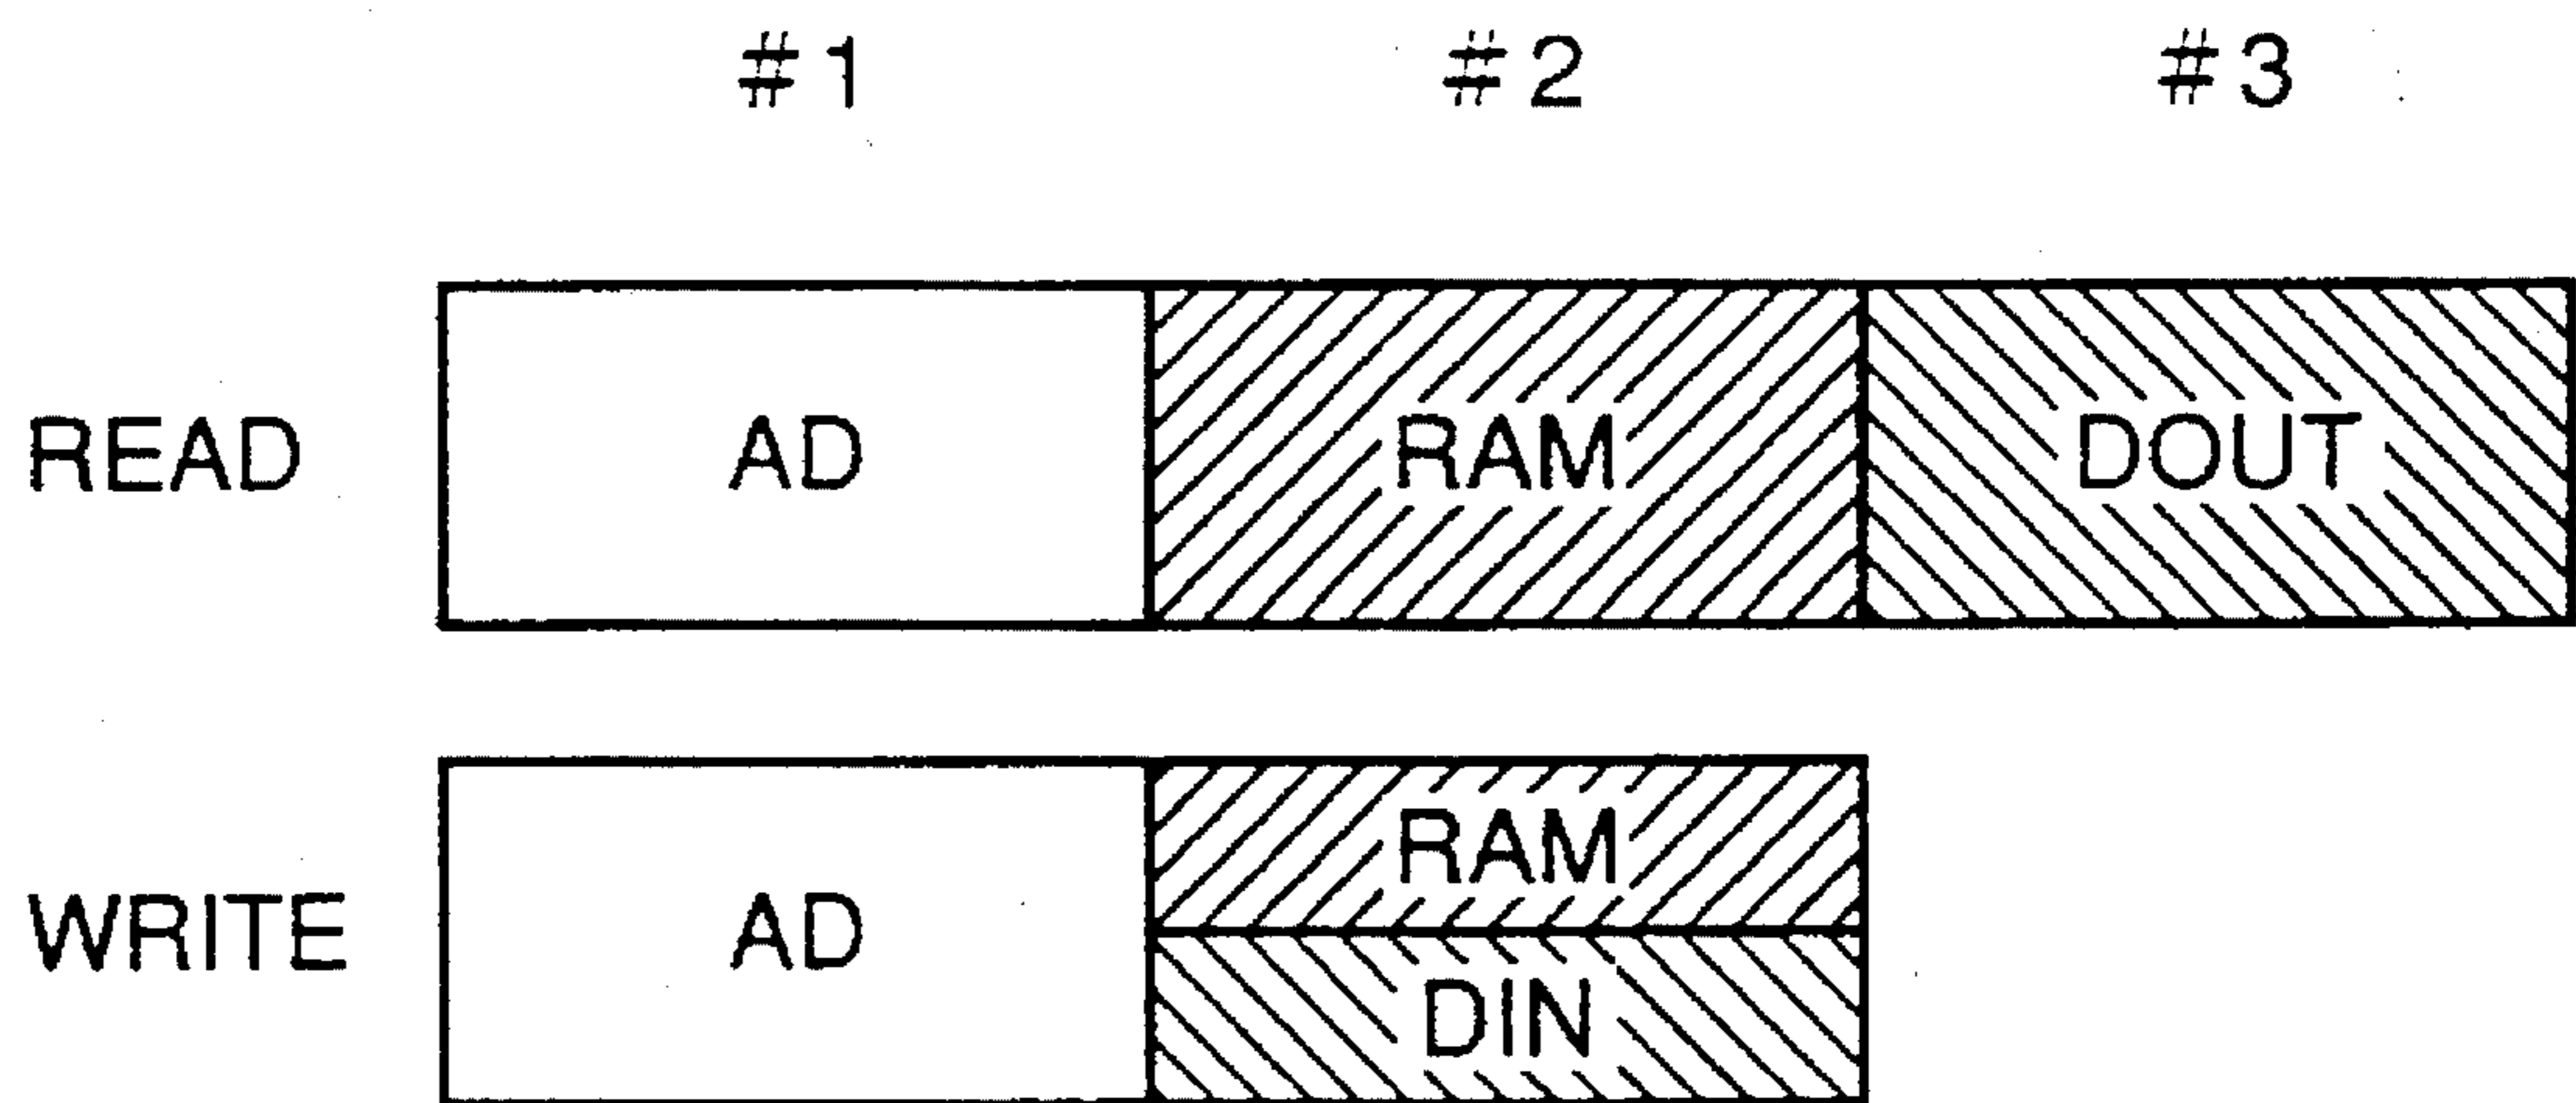 #1 #2 #3
READ AD RAM DOUT
RAM
WRITE AD
DIN